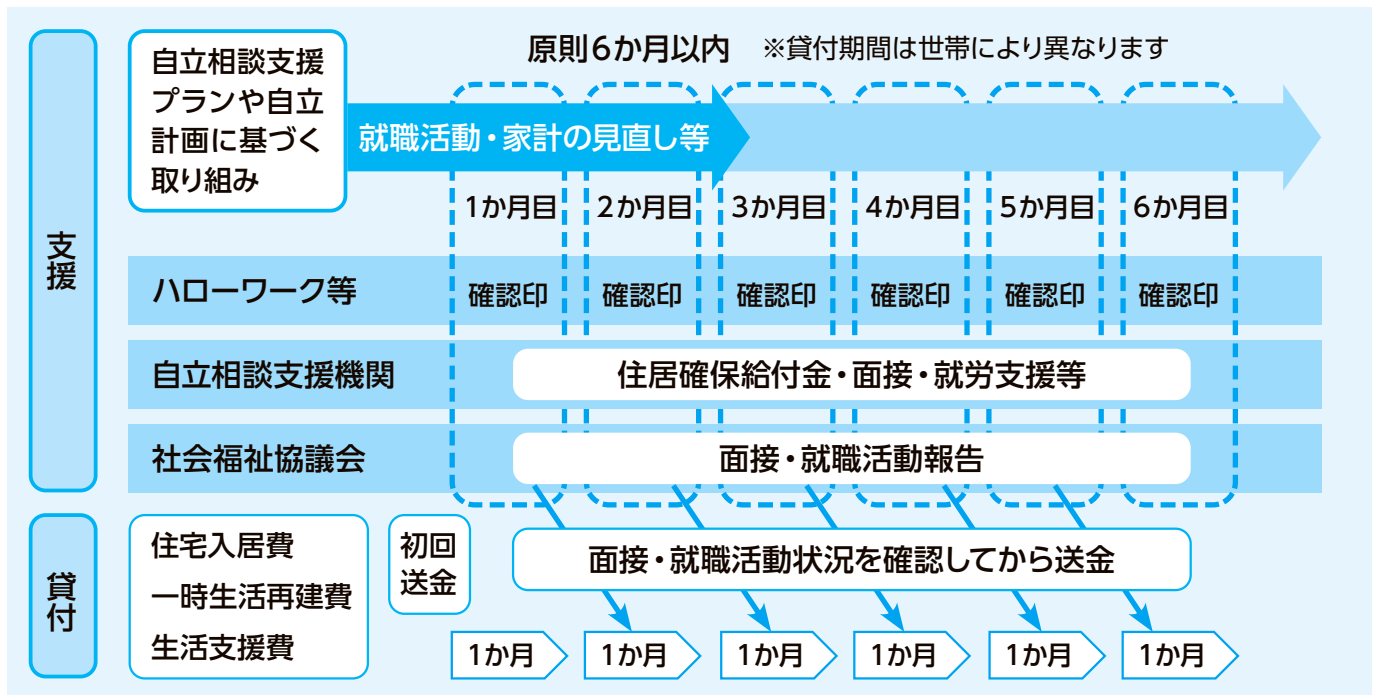 支援
自立相談支援
プランや自立
計画に基づく
取り組み
原則6か月以内 ※貸付期間は世帯により異なります
就職活動・家計の見直し等
1か月目 2か月目 3か月目 4か月目 5か月目 6か月目
ハローワーク等 確認印 確認印 確認印 確認印 確認印 確認印
自立相談支援機関 住居確保給付金・面接・就労支援等
社会福祉協議会 面接・就職活動報告
貸付
住宅入居費
一時生活再建費
生活支援費
初回
送金
面接・就職活動状況を確認してから送金
1か月 1か月 1か月 1か月 1か月 1か月